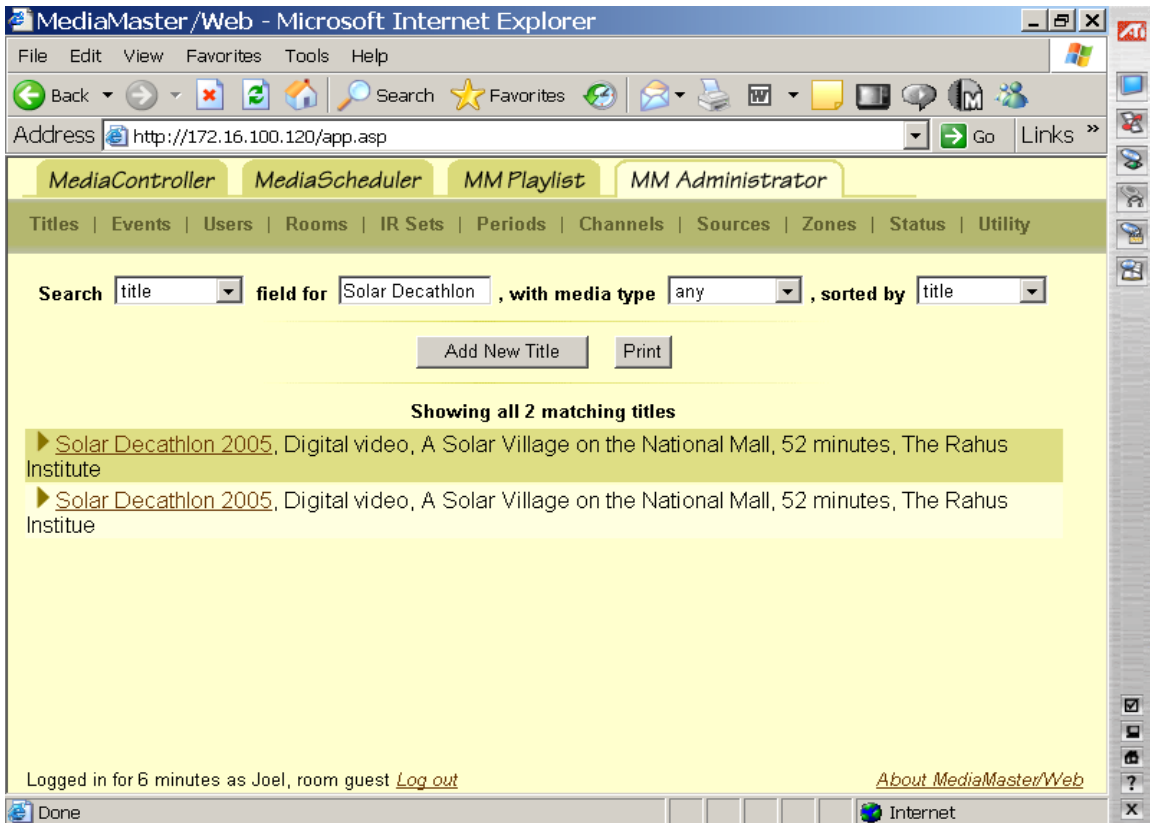 MediaMaster/Web - Microsoft Internet Explorer
File Edit View Favorites Tools Help
Back Search Favorites W M
Address http://172.16.100.120/app.asp Go Links »
MediaController MediaScheduler MM Playlist MM Administrator
Titles | Events | Users | Rooms | IR Sets | Periods | Channels | Sources | Zones | Status | Utility
Search title field for Solar Decathlon , with media type any , sorted by title
Add New Title Print
Showing all 2 matching titles
Solar Decathlon 2005, Digital video, A Solar Village on the National Mall, 52 minutes, The Rahus
Institute
Solar Decathlon 2005, Digital video, A Solar Village on the National Mall, 52 minutes, The Rahus
Institue
Logged in for 6 minutes as Joel, room guest Log out About MediaMaster/Web
Done Internet
ATI
?
X